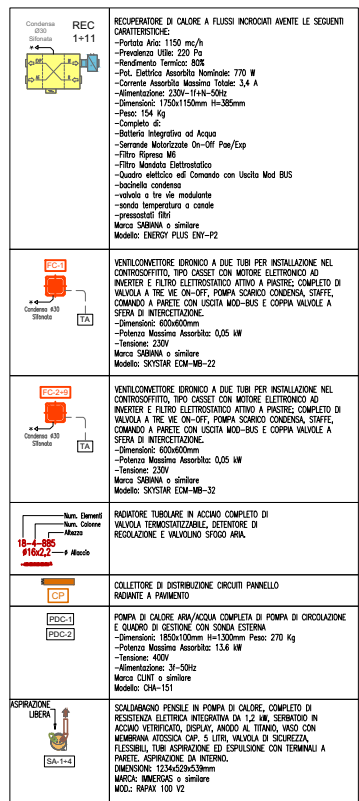 Condensa
Ø30
Sifonata
REC
1÷11
RECUPERATORE DI CALORE A FLUSSI INCROCIATI AVENTE LE SEGUENTI
CARATTERISTICHE:
-Portata Aria: 1150 mc/h
-Prevalenza Utile: 220 Pa
-Rendimento Termico: 80%
-Pot. Elettrica Assorbita Nominale: 770 W
-Corrente Assorbita Massima Totale: 3,4 A
-Alimentazione: 230V-1f+N-50Hz
-Dimensioni: 1750x1150mm H=385mm
-Peso: 154 Kg
-Completo di:
-Batteria Integrativa ad Acqua
-Serrande Motorizzate On-Off Pae/Exp
-Filtro Ripresa M6
-Filtro Mandata Elettrostatico
-Quadro elettcico edi Comando con Uscita Mod BUS
-bacinella condensa
-valvola a tre vie modulante
-sonda temperatura a canale
-pressostati filtri
Marca SABIANA o similare
Modello: ENERGY PLUS ENY-P2
FC-1
Condensa Ø30
Sifonata
TA
VENTILCONVETTORE IDRONICO A DUE TUBI PER INSTALLAZIONE NEL
CONTROSOFFITTO, TIPO CASSET CON MOTORE ELETTRONICO AD
INVERTER E FILTRO ELETTROSTATICO ATTIVO A PIASTRE; COMPLETO DI
VALVOLA A TRE VIE ON-OFF, POMPA SCARICO CONDENSA, STAFFE,
COMANDO A PARETE CON USCITA MOD-BUS E COPPIA VALVOLE A
SFERA DI INTERCETTAZIONE.
-Dimensioni: 600x600mm
-Potenza Massima Assorbita: 0,05 kW
-Tensione: 230V
Marca SABIANA o similare
Modello: SKYSTAR ECM-MB-22
FC-2÷9
Condensa Ø30
Sifonata
TA
VENTILCONVETTORE IDRONICO A DUE TUBI PER INSTALLAZIONE NEL
CONTROSOFFITTO, TIPO CASSET CON MOTORE ELETTRONICO AD
INVERTER E FILTRO ELETTROSTATICO ATTIVO A PIASTRE; COMPLETO DI
VALVOLA A TRE VIE ON-OFF, POMPA SCARICO CONDENSA, STAFFE,
COMANDO A PARETE CON USCITA MOD-BUS E COPPIA VALVOLE A
SFERA DI INTERCETTAZIONE.
-Dimensioni: 600x600mm
-Potenza Massima Assorbita: 0,05 kW
-Tensione: 230V
Marca SABIANA o similare
Modello: SKYSTAR ECM-MB-32
Num. Elementi
Num. Colonne
Altezza
18-4-885
Ø16x2,2
Ø Allaccio
RADIATORE TUBOLARE IN ACCIAIO COMPLETO DI
VALVOLA TERMOSTATIZZABILE, DETENTORE DI
REGOLAZIONE E VALVOLINO SFOGO ARIA.
CP
COLLETTORE DI DISTRIBUZIONE CIRCUITI PANNELLO
RADIANTE A PAVIMENTO
PDC-1
PDC-2
POMPA DI CALORE ARIA/ACQUA COMPLETA DI POMPA DI CIRCOLAZIONE
E QUADRO DI GESTIONE CON SONDA ESTERNA
-Dimensioni: 1850x100mm H=1300mm Peso: 270 Kg
-Potenza Massima Assorbita: 13.6 kW
-Tensione: 400V
-Alimentazione: 3f-50Hz
Marca CLINT o similare
Modello: CHA-151
ASPIRAZIONE
LIBERA
SA-1÷4
SCALDABAGNO PENSILE IN POMPA DI CALORE, COMPLETO DI
RESISTENZA ELETTRICA INTEGRATIVA DA 1,2 kW, SERBATOIO IN
ACCIAIO VETRIFICATO, DISPLAY, ANODO AL TITANIO, VASO CON
MEMBRANA ATOSSICA CAP. 5 LITRI, VALVOLA DI SICUREZZA,
FLESSIBILI, TUBI ASPIRAZIONE ED ESPULSIONE CON TERMINALI A
PARETE. ASPIRAZIONE DA INTERNO.
DIMENSIONI: 1234x529x539mm
MARCA: IMMERGAS o similare
MOD.: RAPAX 100 V2